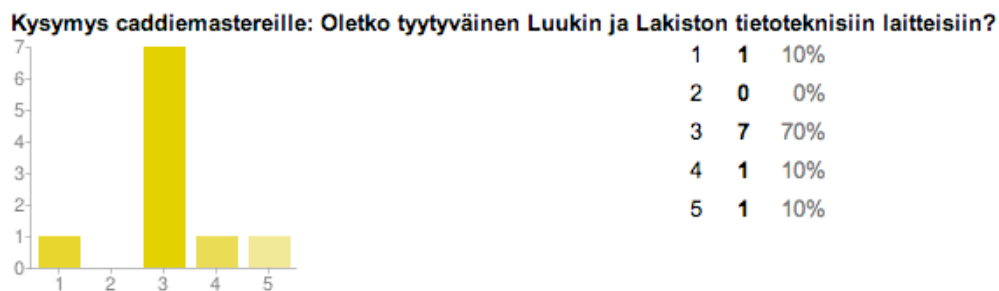 Kysymys caddiemastereille: Oletko tyytyväinen Luukin ja Lakiston tietoteknisiin laitteisiin?
7
6
5
4
3
2
1
0
1 2 3 4 5
1 1 10%
2 0 0%
3 7 70%
4 1 10%
5 1 10%